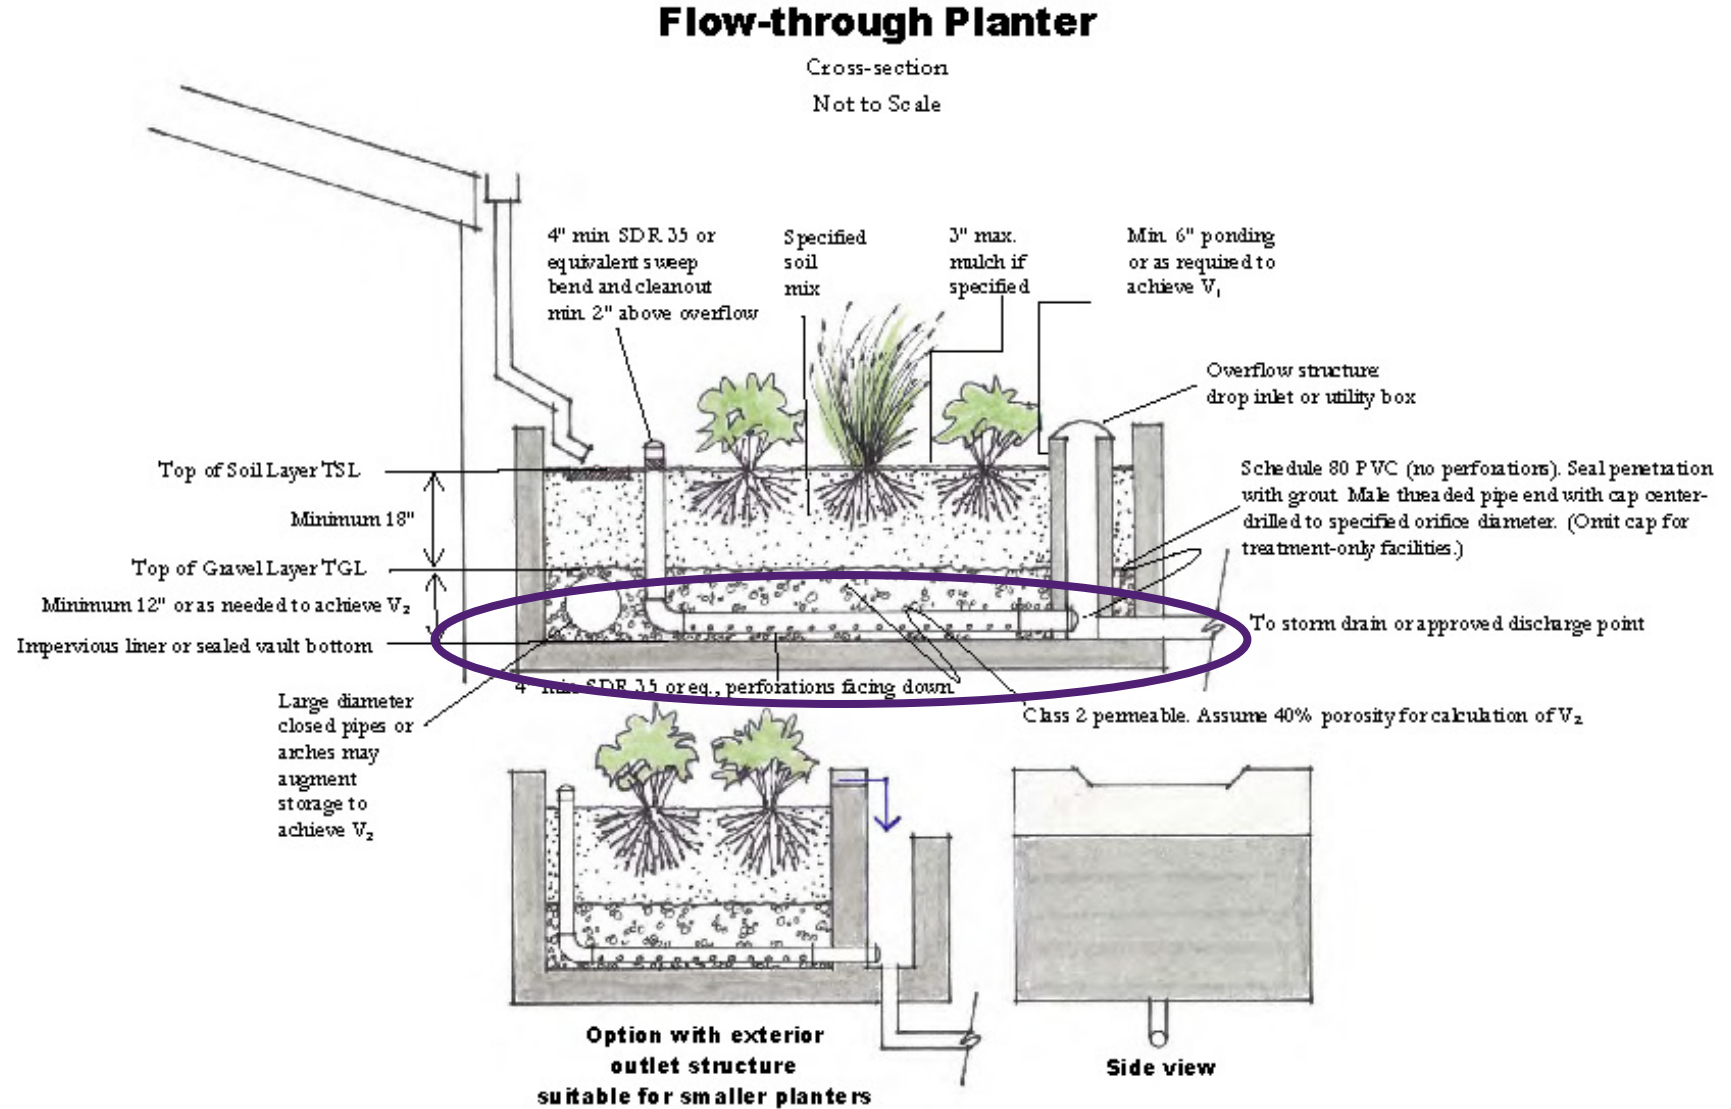 Flow-through Planter
Cross-section
Not to Scale
4" min. SDR 35 or
equivalent sweep
bend and cleanout
min. 2" above overflow
Specified
soil
mix
3" max.
mulch if
specified
Min. 6" ponding
or as required to
achieve V₁
Overflow structure
drop inlet or utility box
Top of Soil Layer TSL
Minimum 18"
Top of Gravel Layer TGL
Minimum 12" or as needed to achieve V₂
Impervious liner or sealed vault bottom
Schedule 80 PVC (no perforations). Seal penetration
with grout. Male threaded pipe end with cap center-
drilled to specified orifice diameter. (Omit cap for
treatment-only facilities.)
To storm drain or approved discharge point
4" min. SDR 35 or eq., perforations facing down
Large diameter
closed pipes or
arches may
augment
storage to
achieve V₂
Class 2 permeable. Assume 40% porosity for calculation of V₂
Option with exterior
outlet structure
suitable for smaller planters
Side view